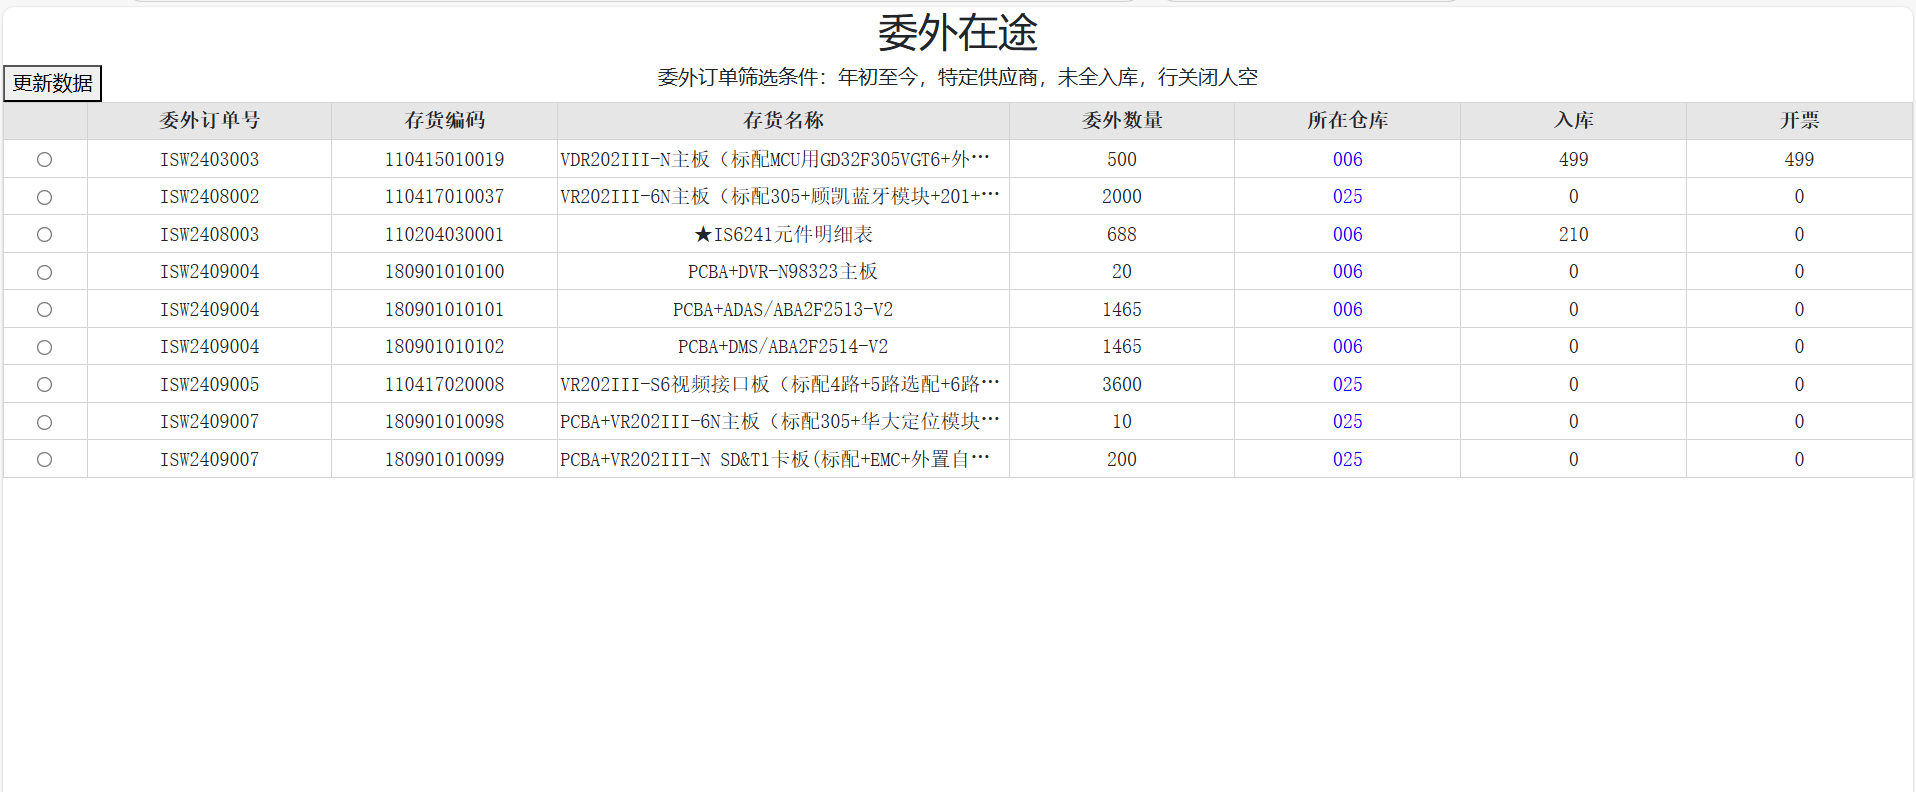 委外在途
更新数据
委外订单筛选条件：年初至今，特定供应商，未全入库，行关闭人空
委外订单号 存货编码 存货名称 委外数量 所在仓库 入库 开票
ISW2403003 110415010019 VDR202III-N主板（标配MCU用GD32F305VGT6+外… 500 006 499 499
ISW2408002 110417010037 VR202III-6N主板（标配305+顾凯蓝牙模块+201+… 2000 025 0 0
ISW2408003 110204030001 ★IS6241元件明细表 688 006 210 0
ISW2409004 180901010100 PCBA+DVR-N98323主板 20 006 0 0
ISW2409004 180901010101 PCBA+ADAS/ABA2F2513-V2 1465 006 0 0
ISW2409004 180901010102 PCBA+DMS/ABA2F2514-V2 1465 006 0 0
ISW2409005 110417020008 VR202III-S6视频接口板（标配4路+5路选配+6路… 3600 025 0 0
ISW2409007 180901010098 PCBA+VR202III-6N主板（标配305+华大定位模块… 10 025 0 0
ISW2409007 180901010099 PCBA+VR202III-N SD&T1卡板(标配+EMC+外置自… 200 025 0 0